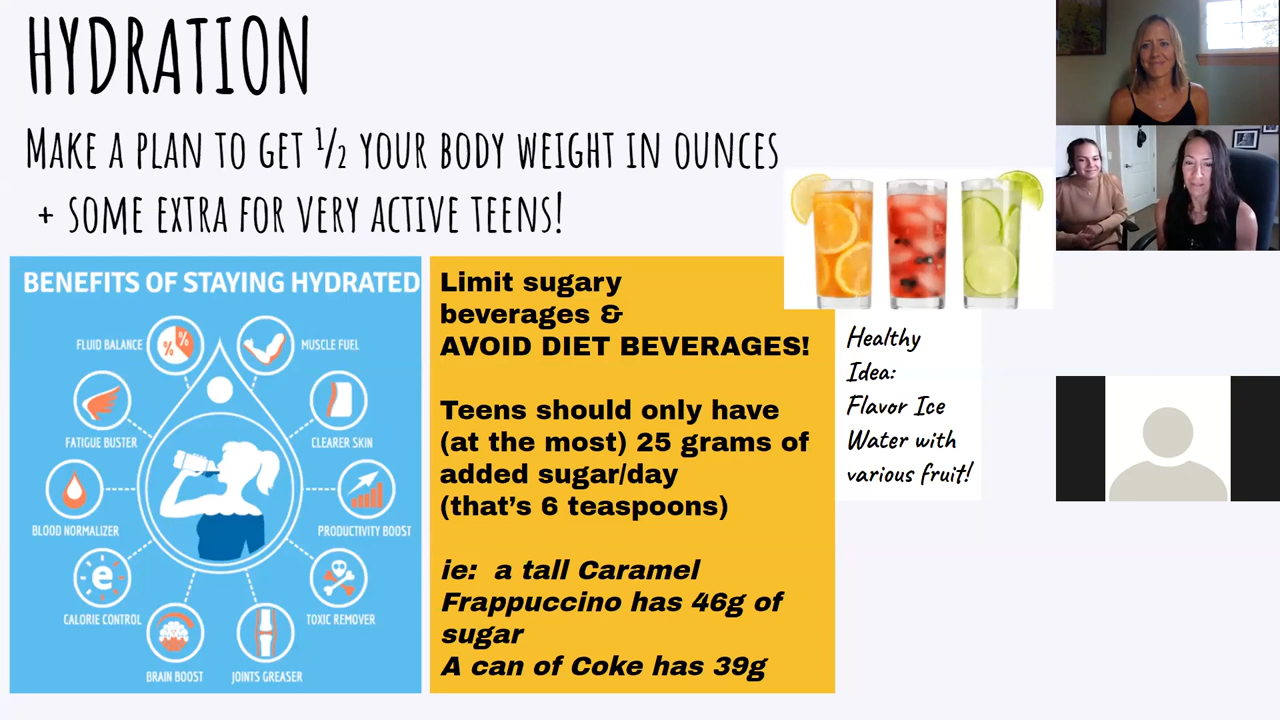 HYDRATION
MAKE A PLAN TO GET ½ YOUR BODY WEIGHT IN OUNCES
+ SOME EXTRA FOR VERY ACTIVE TEENS!
BENEFITS OF STAYING HYDRATED
FLUID BALANCE
MUSCLE FUEL
%
%
FATIGUE BUSTER
CLEARER SKIN
BLOOD NORMALIZER
PRODUCTIVITY BOOST
e
CALORIE CONTROL
TOXIC REMOVER
BRAIN BOOST
JOINTS GREASER
Limit sugary
beverages &
AVOID DIET BEVERAGES!
Teens should only have
(at the most) 25 grams of
added sugar/day
(that's 6 teaspoons)
ie:  a tall Caramel
Frappuccino has 46g of
sugar
A can of Coke has 39g
Healthy
Idea:
Flavor Ice
Water with
various fruit!